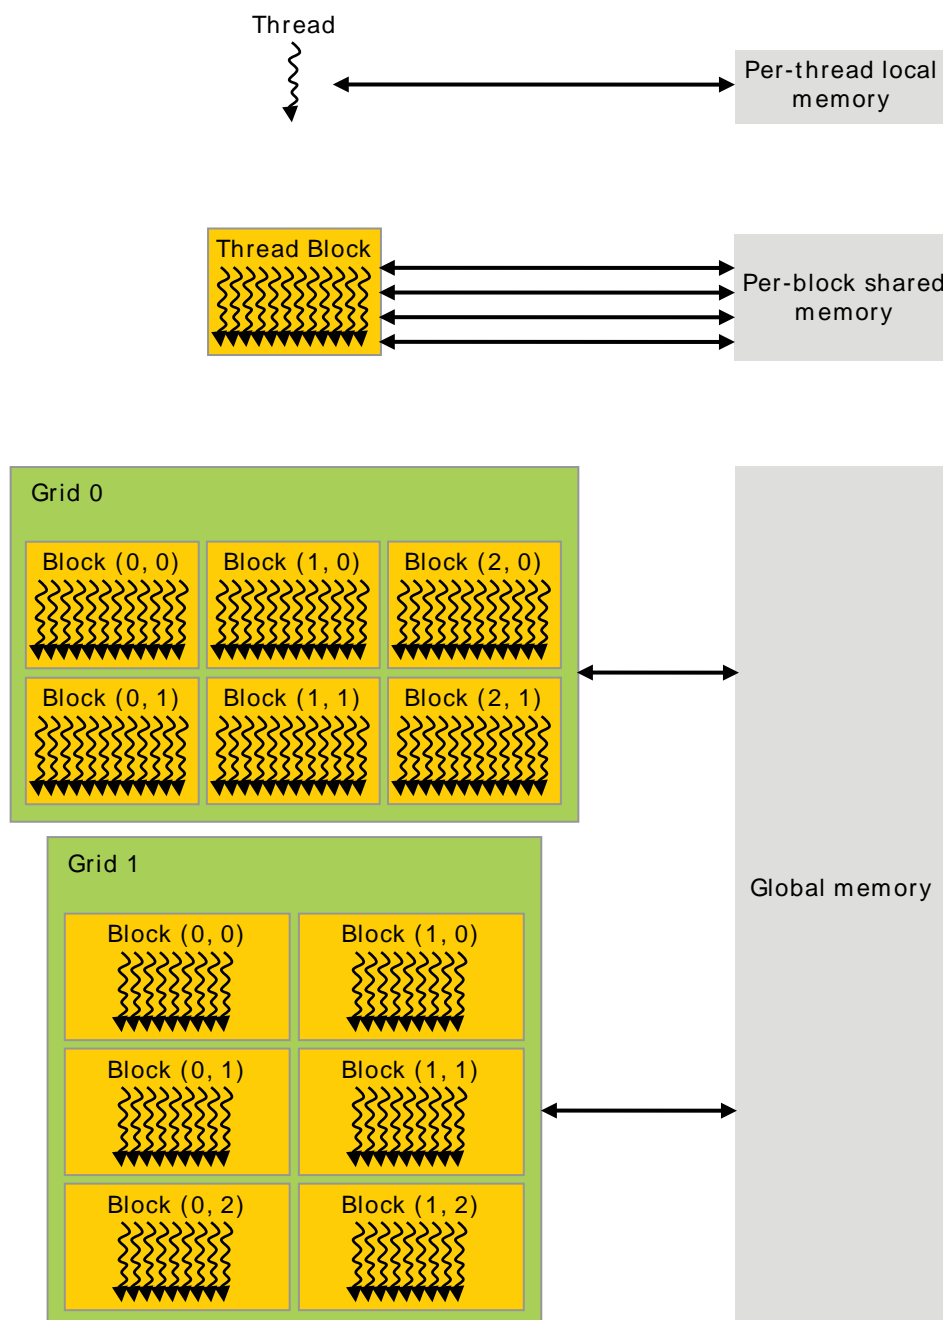 Thread
Per-thread local
memory
Thread Block
Per-block shared
memory
Grid 0
Block (0, 0)
Block (1, 0)
Block (2, 0)
Block (0, 1)
Block (1, 1)
Block (2, 1)
Grid 1
Global memory
Block (0, 0)
Block (1, 0)
Block (0, 1)
Block (1, 1)
Block (0, 2)
Block (1, 2)